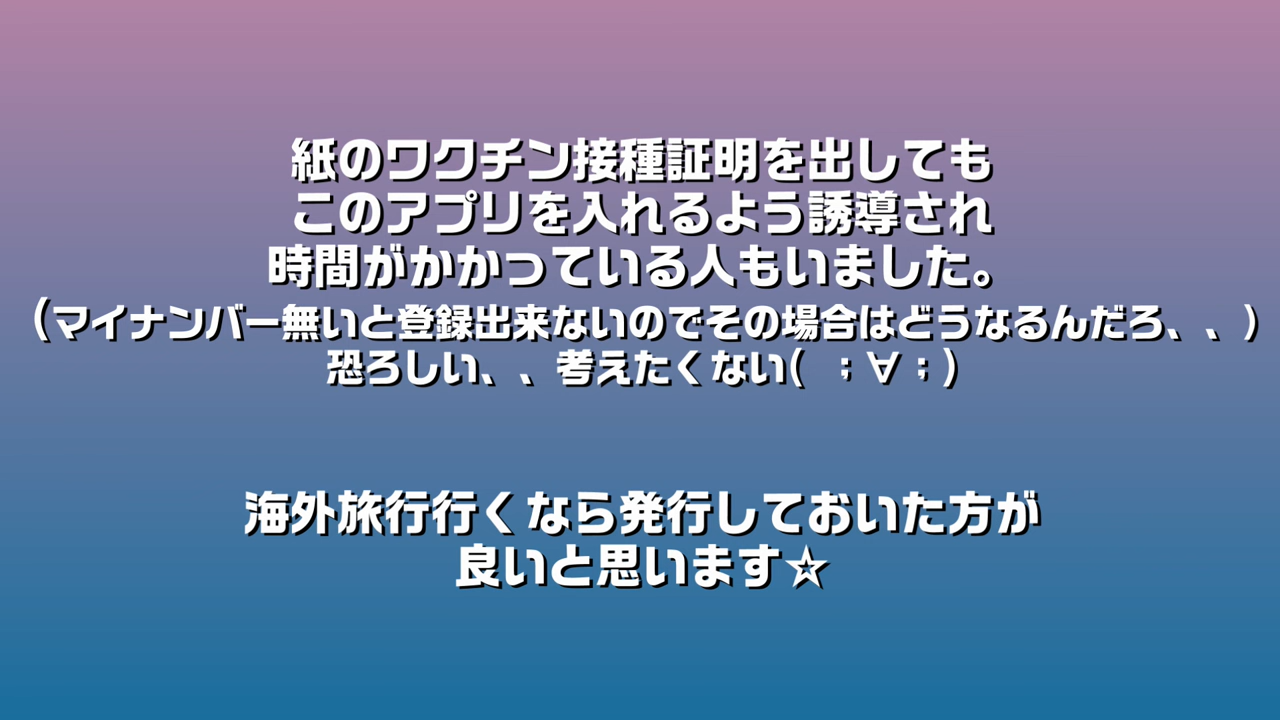 紙のワクチン接種証明を出しても
このアプリを入れるよう誘導され
時間がかかっている人もいました。
（マイナンバー無いと登録出来ないのでその場合はどうなるんだろ、、）
恐ろしい、、考えたくない( ；∀；)
海外旅行行くなら発行しておいた方が
良いと思います☆